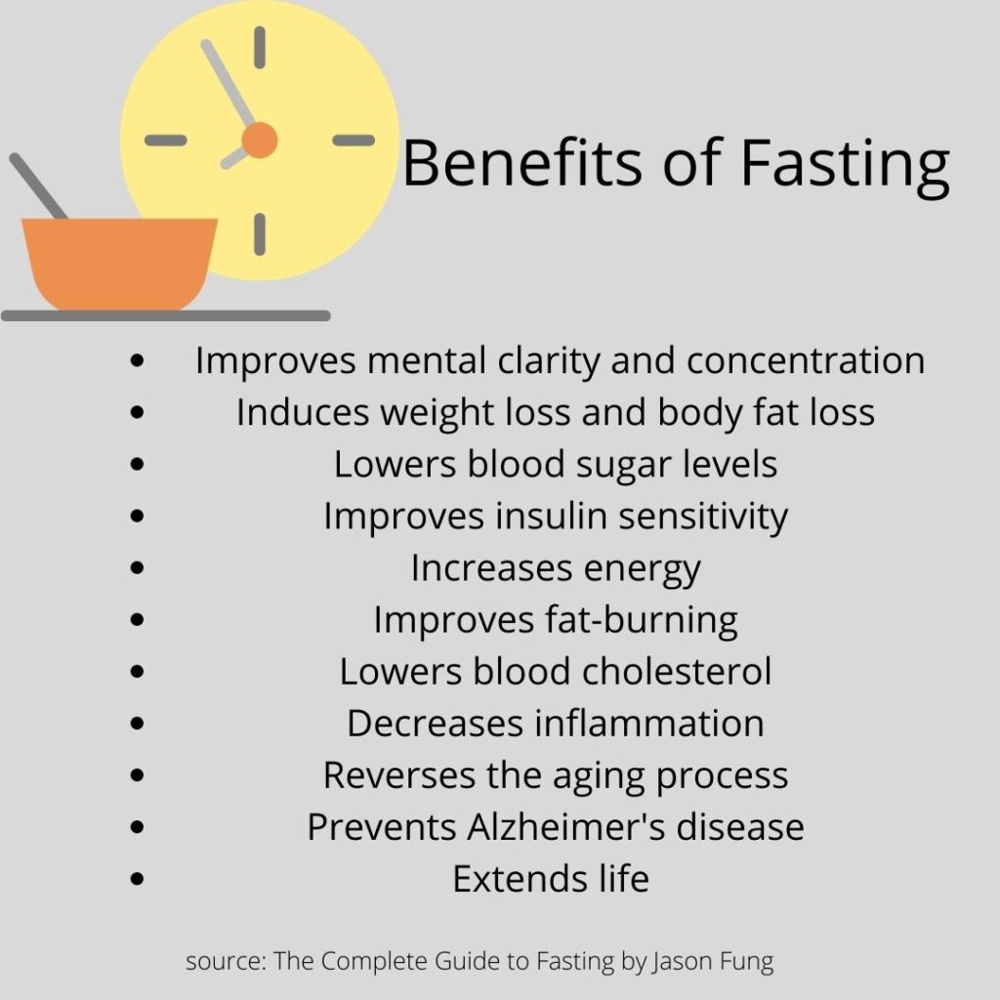 Benefits of Fasting
• Improves mental clarity and concentration
• Induces weight loss and body fat loss
• Lowers blood sugar levels
• Improves insulin sensitivity
• Increases energy
• Improves fat-burning
• Lowers blood cholesterol
• Decreases inflammation
• Reverses the aging process
• Prevents Alzheimer's disease
• Extends life
source: The Complete Guide to Fasting by Jason Fung